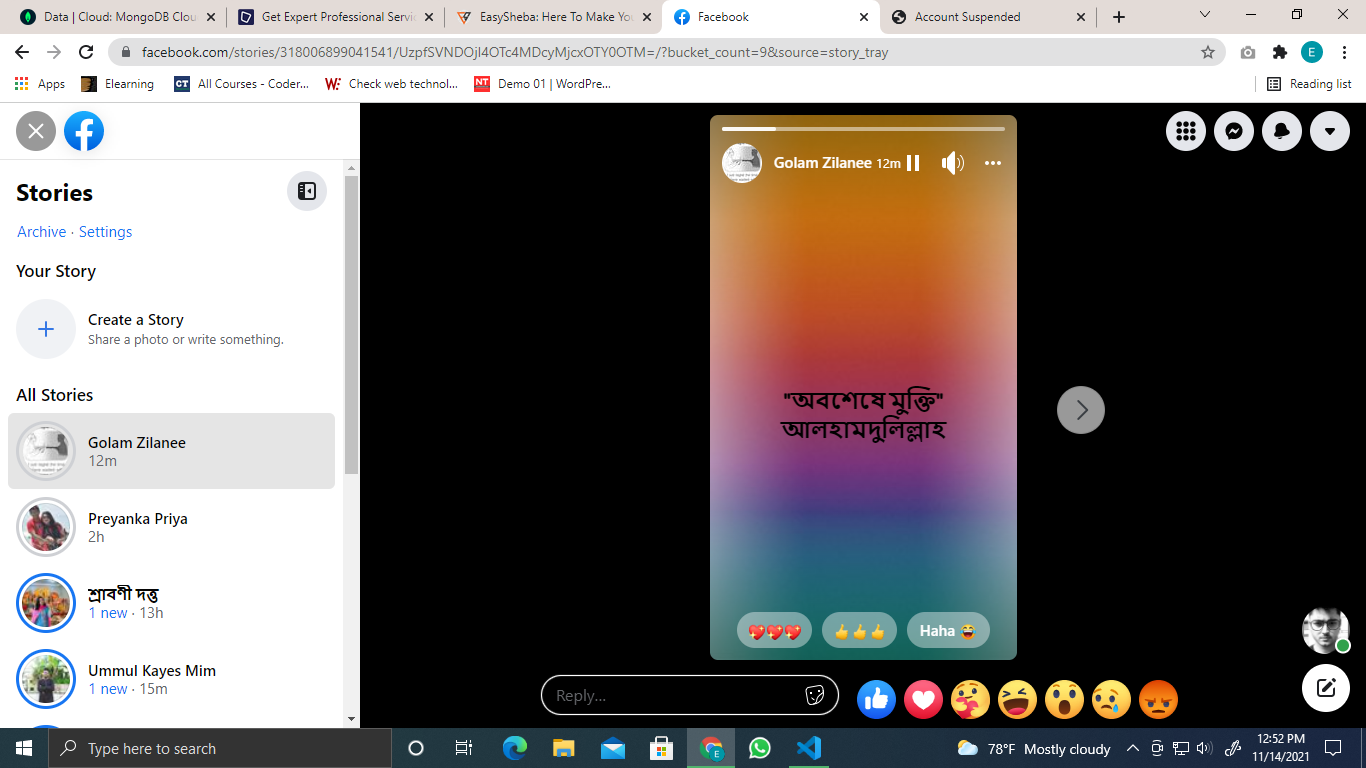 Data | Cloud: MongoDB Clou
Get Expert Professional Servi
EasySheba: Here To Make You
Facebook
Account Suspended
facebook.com/stories/318006899041541/UzpfSVNDOjI4OTc4MDcyMjcxOTY0OTM=/?bucket_count=9&source=story_tray
E
Apps
Elearning
CT
All Courses - Coder...
W
Check web technol...
NT
Demo 01 | WordPre...
Reading list
Stories
Archive · Settings
Your Story
Create a Story
Share a photo or write something.
All Stories
Golam Zilanee
12m
Preyanka Priya
2h
শ্রাবণী দত্ত
1 new · 13h
Ummul Kayes Mim
1 new · 15m
Golam Zilanee 12m
"অবশেষে মুক্তি"
আলহামদুলিল্লাহ
Haha
Reply...
Type here to search
E
78°F Mostly cloudy
12:52 PM
11/14/2021